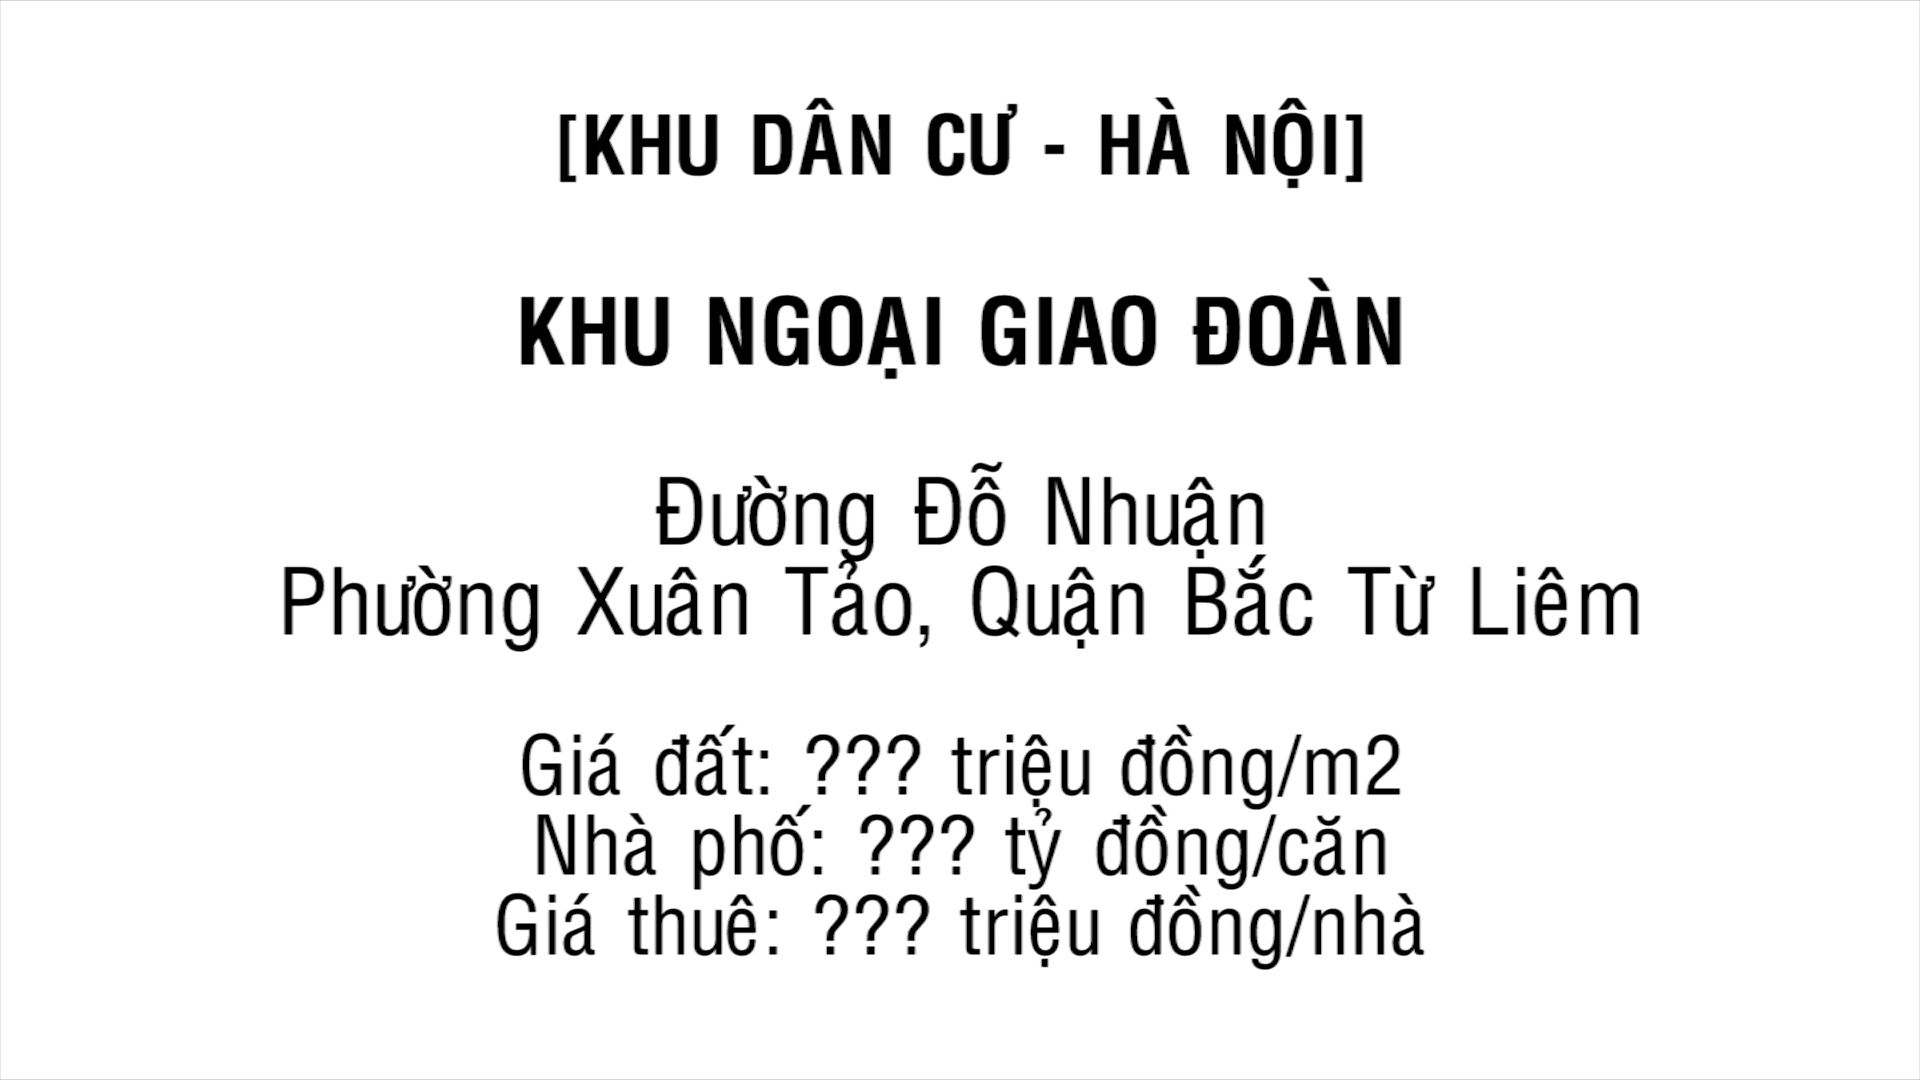 [KHU DÂN CƯ - HÀ NỘI]
KHU NGOẠI GIAO ĐOÀN
Đường Đỗ Nhuận
Phường Xuân Tảo, Quận Bắc Từ Liêm
Giá đất: ??? triệu đồng/m2
Nhà phố: ??? tỷ đồng/căn
Giá thuê: ??? triệu đồng/nhà